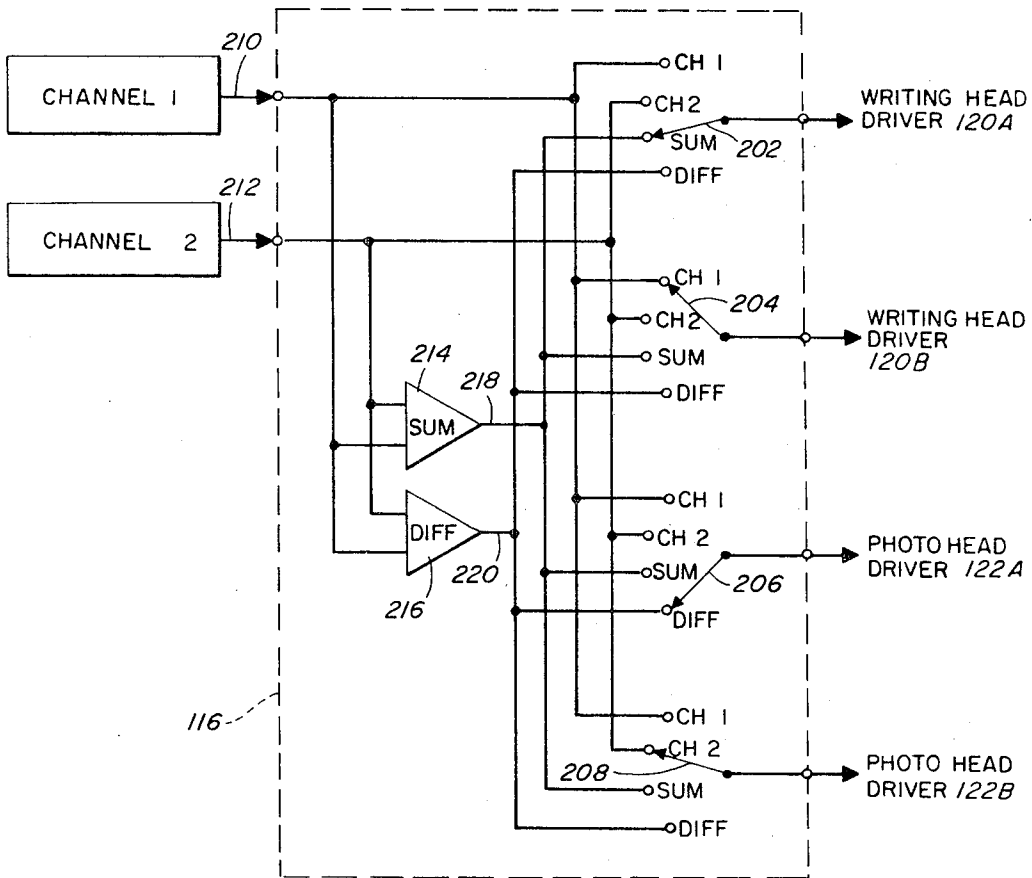 210
CHANNEL 1
CH 1
CH2
WRITING HEAD
DRIVER 120A
SUM
202
DIFF
212
CHANNEL 2
CH 1
204
CH2
WRITING HEAD
DRIVER
120B
SUM
214
218
DIFF
SUM
CH 1
DIFF
CH 2
PHOTO HEAD
DRIVER 122A
220
SUM
206
216
DIFF
116
CH 1
CH 2
208
PHOTO HEAD
DRIVER 122B
SUM
DIFF